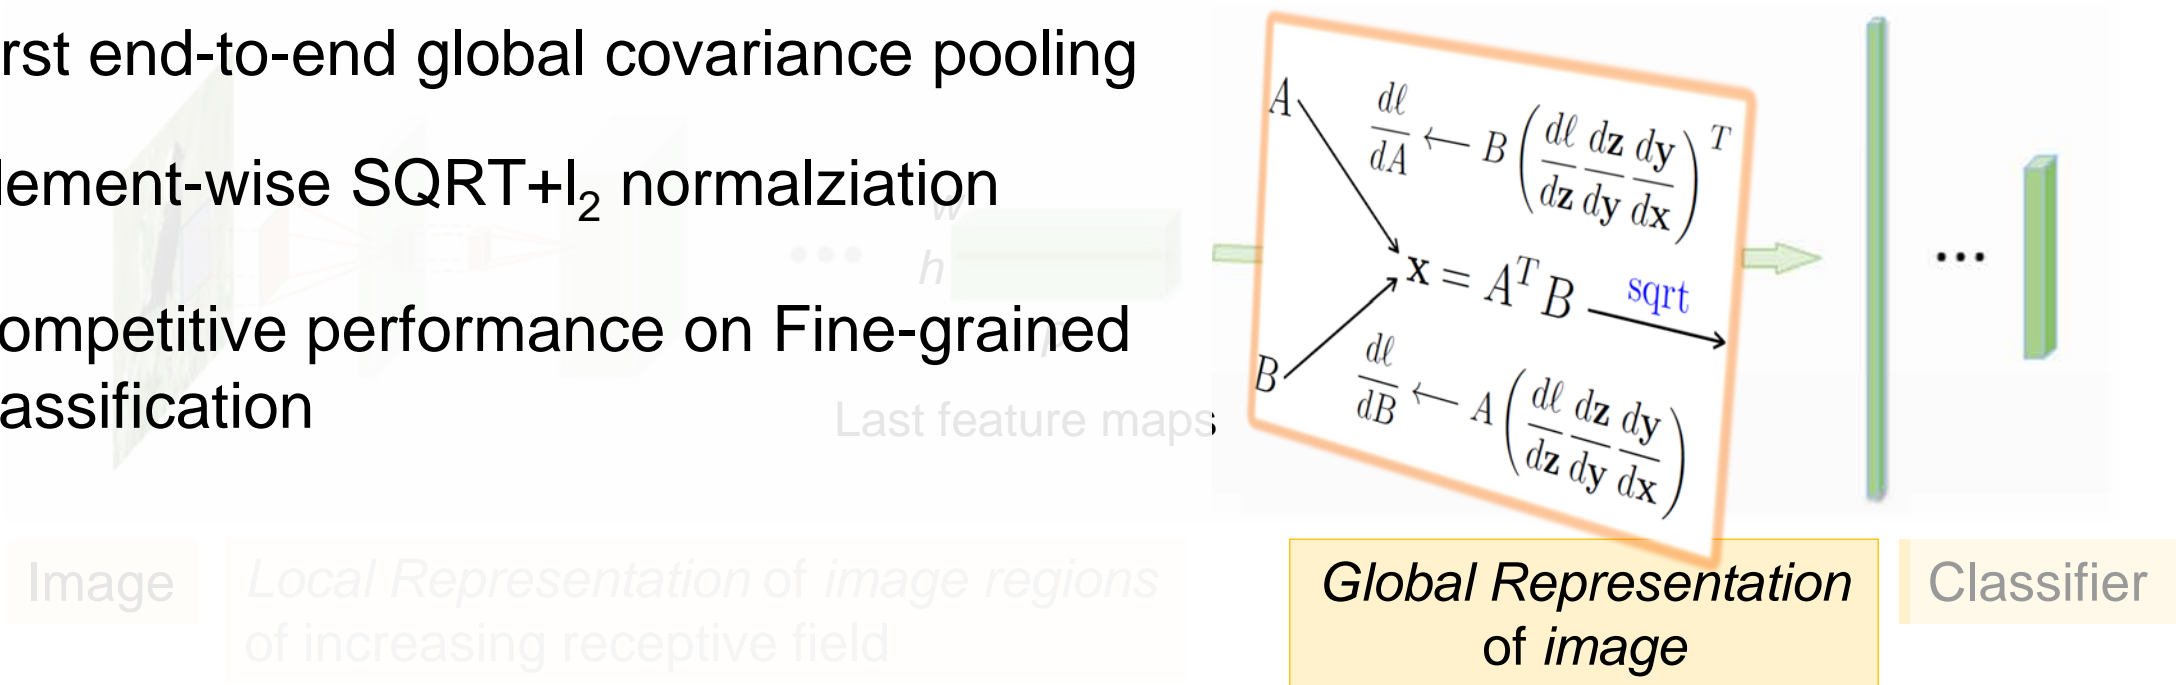 rst end-to-end global covariance pooling
lement-wise SQRT+l₂ normalziation
ompetitive performance on Fine-grained
assification
w
h
Last feature maps
A
dℓ/dA ← B (dℓ/dz dz/dy dy/dx)^T
x = A^T B sqrt
B
dℓ/dB ← A (dℓ/dz dz/dy dy/dx)
...
...
Image
Local Representation of image regions
of increasing receptive field
Global Representation
of image
Classifier